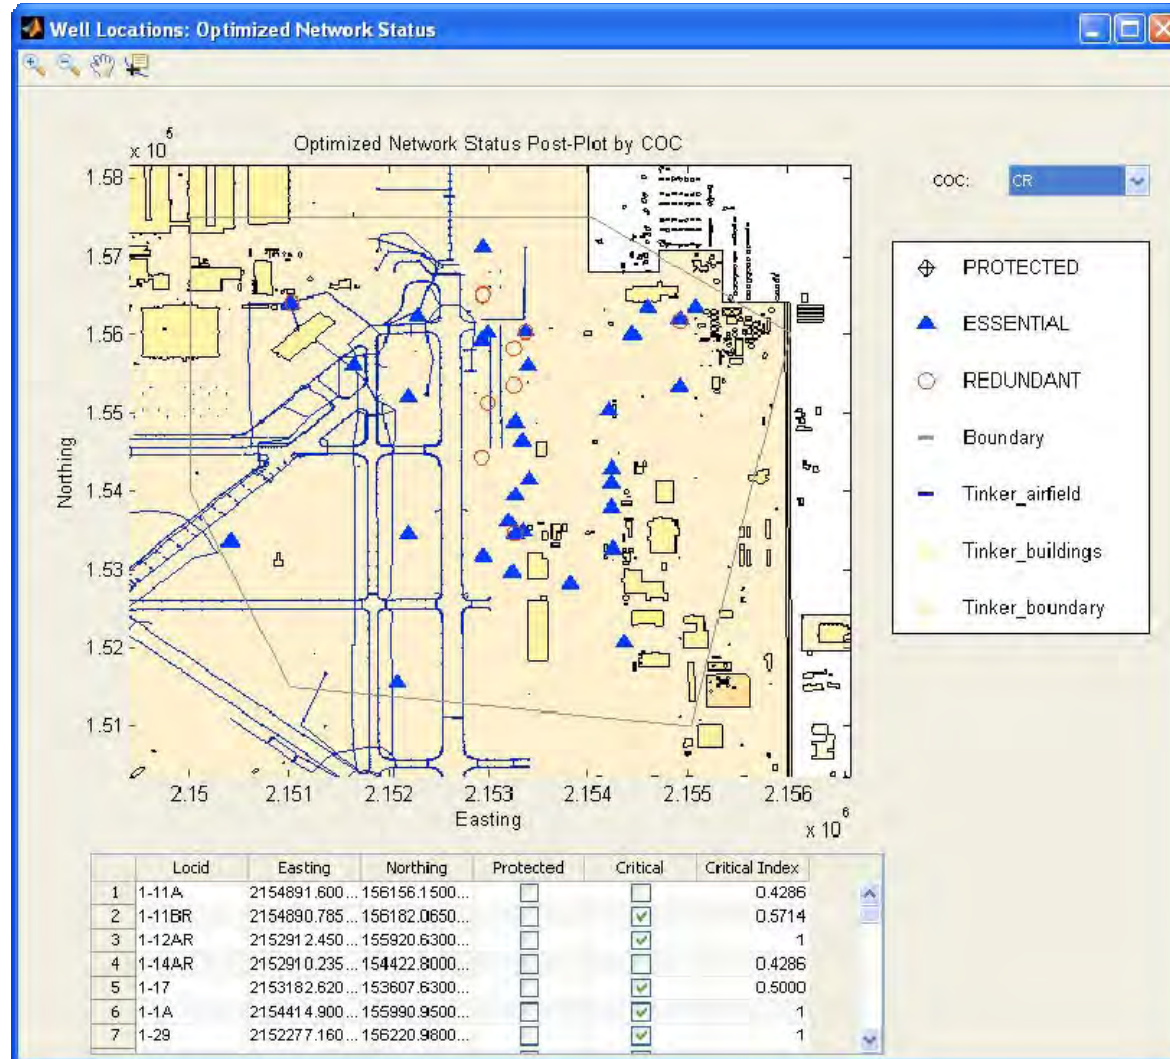 Well Locations: Optimized Network Status
Optimized Network Status Post-Plot by COC
x 10^5
1.58
1.57
1.56
1.55
1.54
1.53
1.52
1.51
Northing
2.15 2.151 2.152 2.153 2.154 2.155 2.156
Easting
x 10^6
COC: CR
PROTECTED
ESSENTIAL
REDUNDANT
Boundary
Tinker_airfield
Tinker_buildings
Tinker_boundary
Locid Easting Northing Protected Critical Critical Index
1 1-11A 2154891.600... 156156.1500... 0.4286
2 1-11BR 2154890.785... 156182.0650... 0.5714
3 1-12AR 2152912.450... 155920.6300... 1
4 1-14AR 2152910.235... 154422.8000... 0.4286
5 1-17 2153182.620... 153607.6300... 0.5000
6 1-1A 2154414.900... 155990.9500... 1
7 1-29 2152277.160... 156220.9800... 1